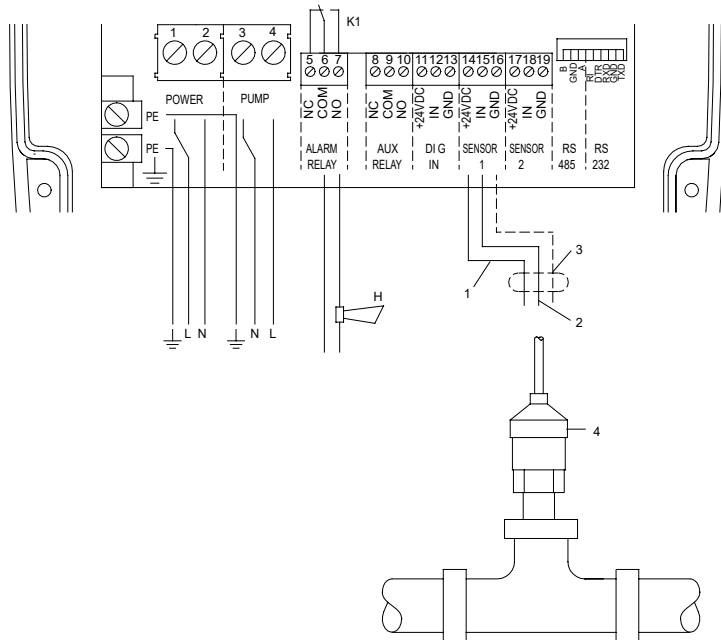 K1
1 2 3 4
5 6 7 8 9 10 11 12 13 14 15 16 17 18 19
POWER PUMP
NC COM NO NC COM NO +24VDC IN GND +24VDC IN GND +24VDC IN GND
B GND A RI DTR RXD GND TXD
PE
PE
ALARM RELAY
AUX RELAY
DI G IN
SENSOR 1
SENSOR 2
RS 485
RS 232
L N N L
H
1
3
2
4